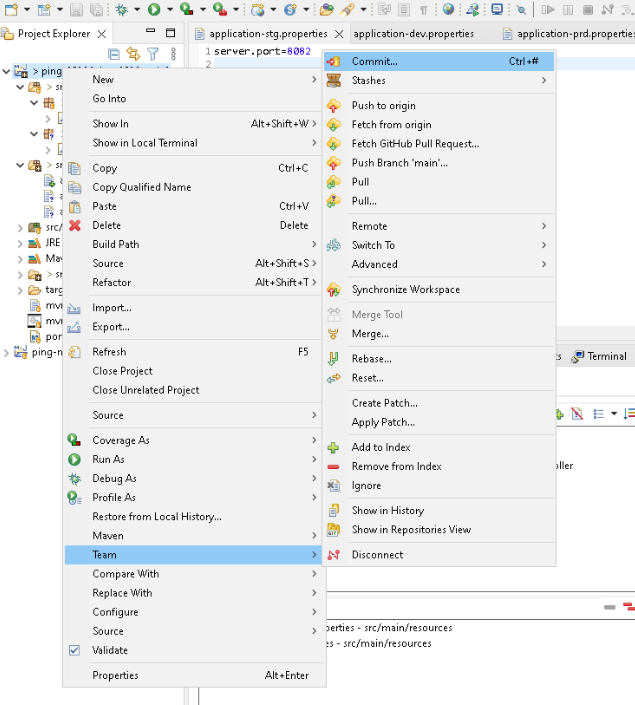 Project Explorer
application-stg.properties
application-dev.properties
application-prd.properties
1 server.port=8082
2
> ping-
New
Go Into
Show In Alt+Shift+W >
Show in Local Terminal
Copy Ctrl+C
Copy Qualified Name
Paste Ctrl+V
Delete Delete
Build Path
Source Alt+Shift+S >
Refactor Alt+Shift+T >
Import...
Export...
Refresh F5
Close Project
Close Unrelated Project
Source
Coverage As
Run As
Debug As
Profile As
Restore from Local History...
Maven
Team
Compare With
Replace With
Configure
Source
Validate
Properties Alt+Enter
Commit... Ctrl+#
Stashes
Push to origin
Fetch from origin
Fetch GitHub Pull Request...
Push Branch 'main'...
Pull
Pull...
Remote
Switch To
Advanced
Synchronize Workspace
Merge Tool
Merge...
Rebase...
Reset...
Create Patch...
Apply Patch...
Add to Index
Remove from Index
Ignore
Show in History
Show in Repositories View
Disconnect
> sr
> sr
src/
JRE
Mav
> s
targ
mvn
por
ping-n
Terminal
oller
perties - src/main/resources
es - src/main/resources